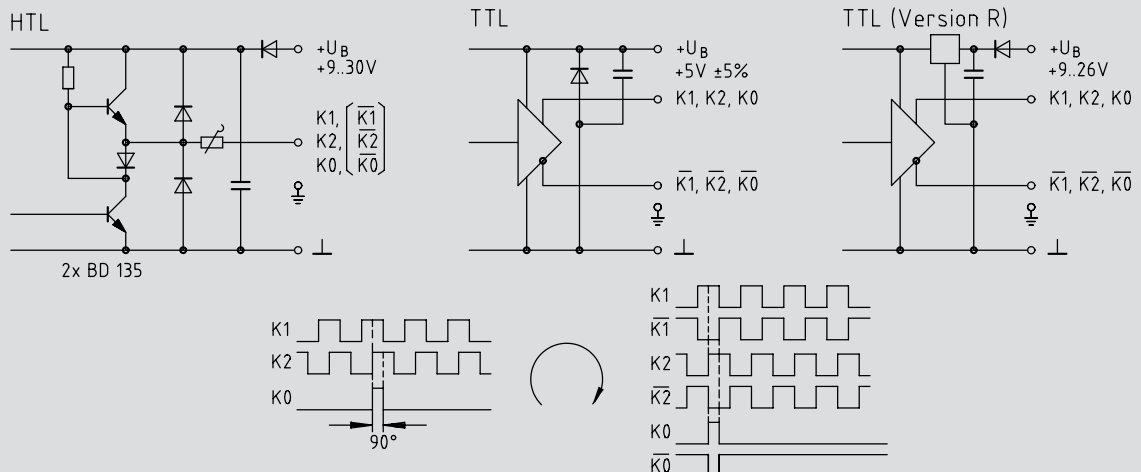 HTL
+U_B
+9..30V
K1, [K̅1̅]
K2, [K̅2̅]
K0, [K̅0̅]
2x BD 135
TTL
+U_B
+5V ±5%
K1, K2, K0
K̅1̅, K̅2̅, K̅0̅
TTL (Version R)
+U_B
+9..26V
K1, K2, K0
K̅1̅, K̅2̅, K̅0̅
K1
K2
K0
90°
K1
K̅1̅
K2
K̅2̅
K0
K̅0̅